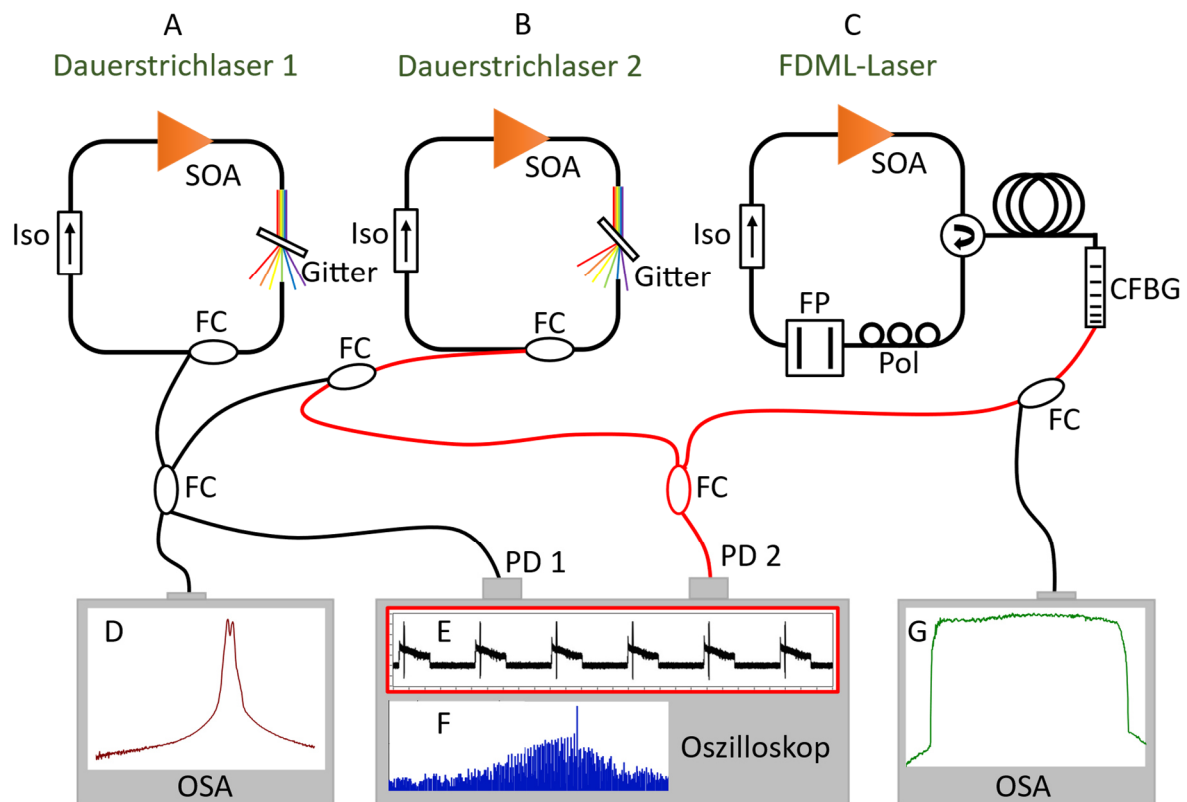 A
B
C
Dauerstrichlaser 1
Dauerstrichlaser 2
FDML-Laser
SOA
SOA
SOA
Iso
Iso
Iso
Gitter
Gitter
CFBG
FP
Pol
FC
FC
FC
FC
FC
FC
PD 1
PD 2
D
E
F
G
Oszilloskop
OSA
OSA